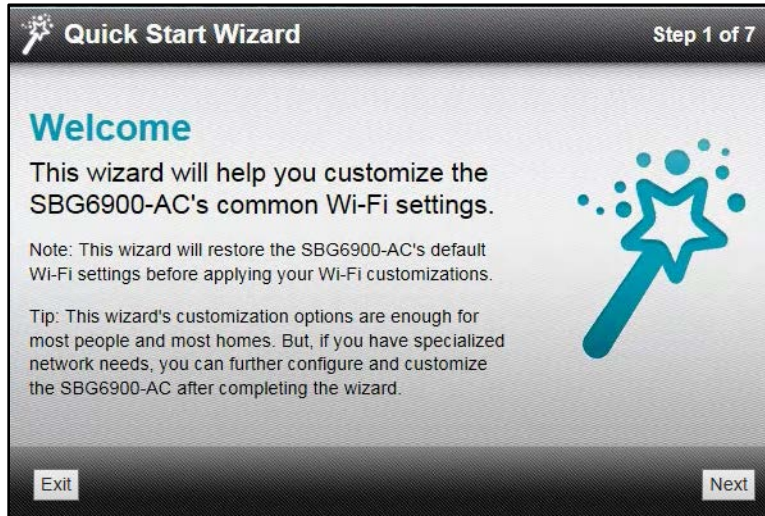 Quick Start Wizard
Step 1 of 7
Welcome
This wizard will help you customize the
SBG6900-AC's common Wi-Fi settings.
Note: This wizard will restore the SBG6900-AC's default
Wi-Fi settings before applying your Wi-Fi customizations.
Tip: This wizard's customization options are enough for
most people and most homes. But, if you have specialized
network needs, you can further configure and customize
the SBG6900-AC after completing the wizard.
Exit
Next